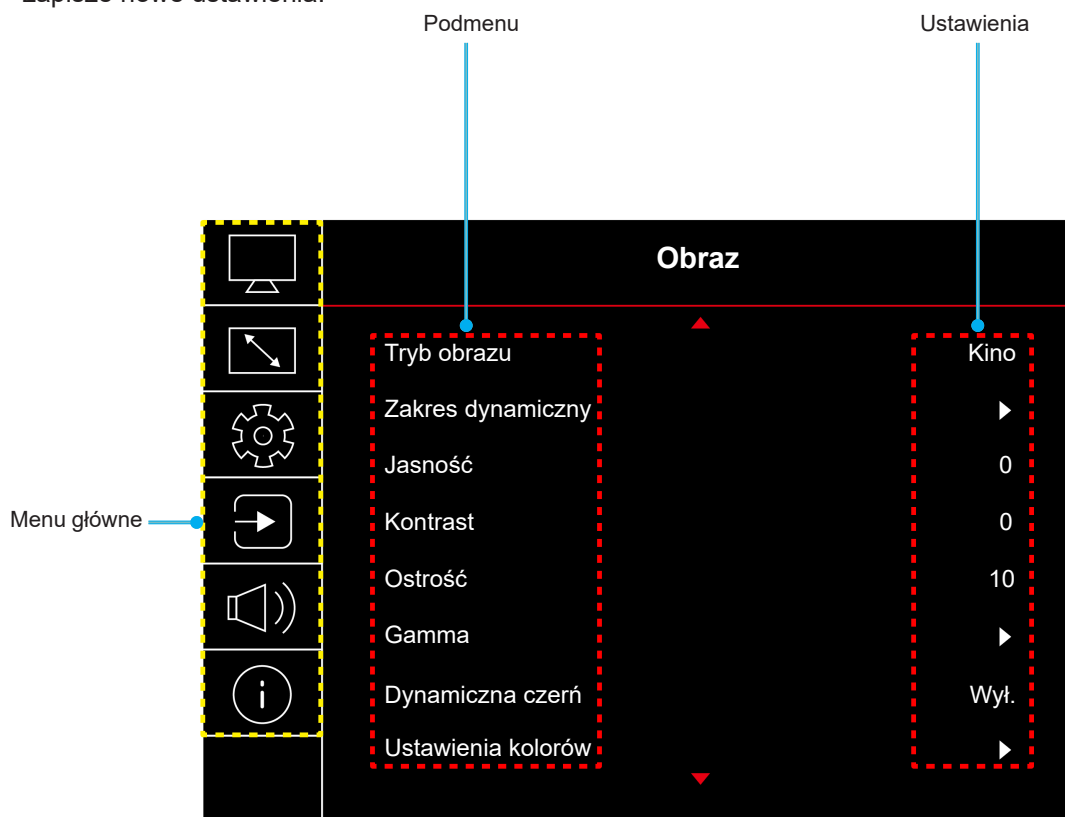 zapisze nowe ustawienia.
Podmenu Ustawienia
Obraz
Tryb obrazu Kino
Zakres dynamiczny
Jasność 0
Menu główne
Kontrast 0
Ostrość 10
Gamma
Dynamiczna czerń Wył.
Ustawienia kolorów